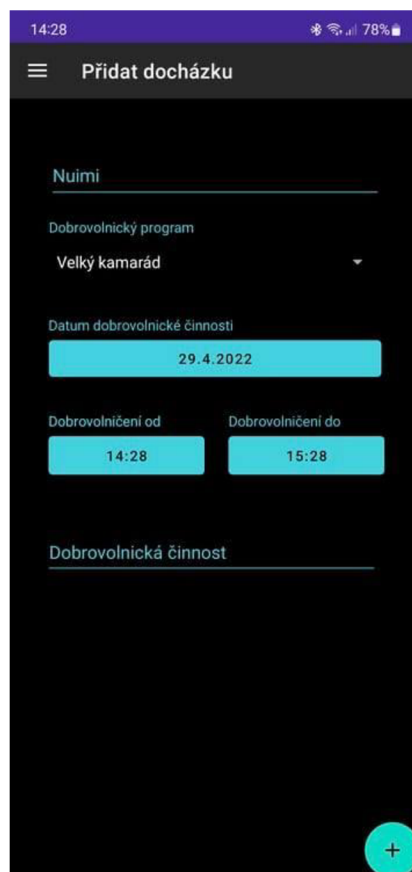 14:28 78%
Přidat docházku
Nuimi
Dobrovolnický program
Velký kamarád
Datum dobrovolnické činnosti
29.4.2022
Dobrovolničení od Dobrovolničení do
14:28 15:28
Dobrovolnická činnost
+